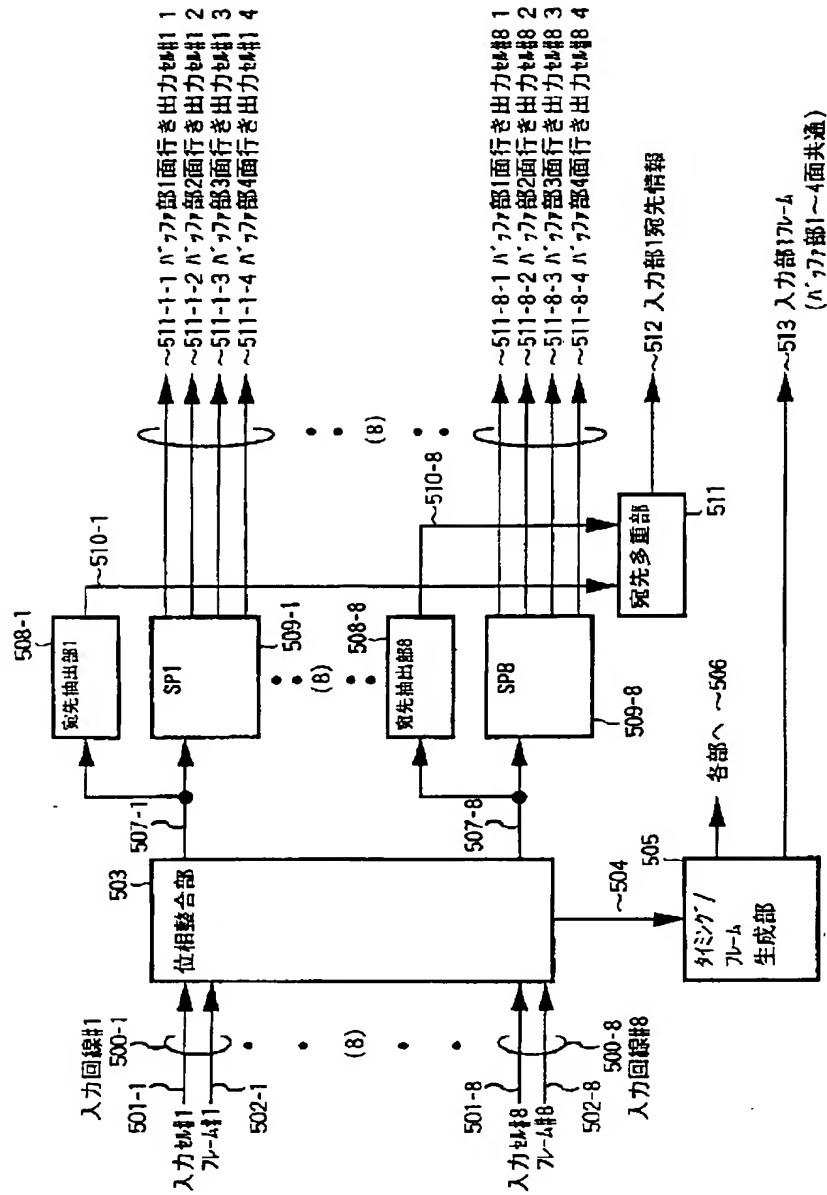 入力回線#1
500-1
501-1
入力ｾﾙ#1
ﾌﾚｰﾑ#1
502-1
(8)
501-8
入力ｾﾙ#8
ﾌﾚｰﾑ#8
502-8
500-8
入力回線#8
503
位相整合部
504
505
ﾀｲﾐﾝｸﾞ/
ﾌﾚｰﾑ
生成部
各部へ ～506
507-1
507-8
508-1
宛先抽出部1
SP1
509-1
(8)
508-8
宛先抽出部8
SP8
509-8
～510-1
～510-8
宛先多重部
511
(8)
～511-1-1 ﾊﾞｯﾌｧ部1面行き出力ｾﾙ#1 1
～511-1-2 ﾊﾞｯﾌｧ部2面行き出力ｾﾙ#1 2
～511-1-3 ﾊﾞｯﾌｧ部3面行き出力ｾﾙ#1 3
～511-1-4 ﾊﾞｯﾌｧ部4面行き出力ｾﾙ#1 4
～511-8-1 ﾊﾞｯﾌｧ部1面行き出力ｾﾙ#8 1
～511-8-2 ﾊﾞｯﾌｧ部2面行き出力ｾﾙ#8 2
～511-8-3 ﾊﾞｯﾌｧ部3面行き出力ｾﾙ#8 3
～511-8-4 ﾊﾞｯﾌｧ部4面行き出力ｾﾙ#8 4
～512 入力部1宛先情報
～513 入力部1ﾌﾚｰﾑ
(ﾊﾞｯﾌｧ部1～4面共通)